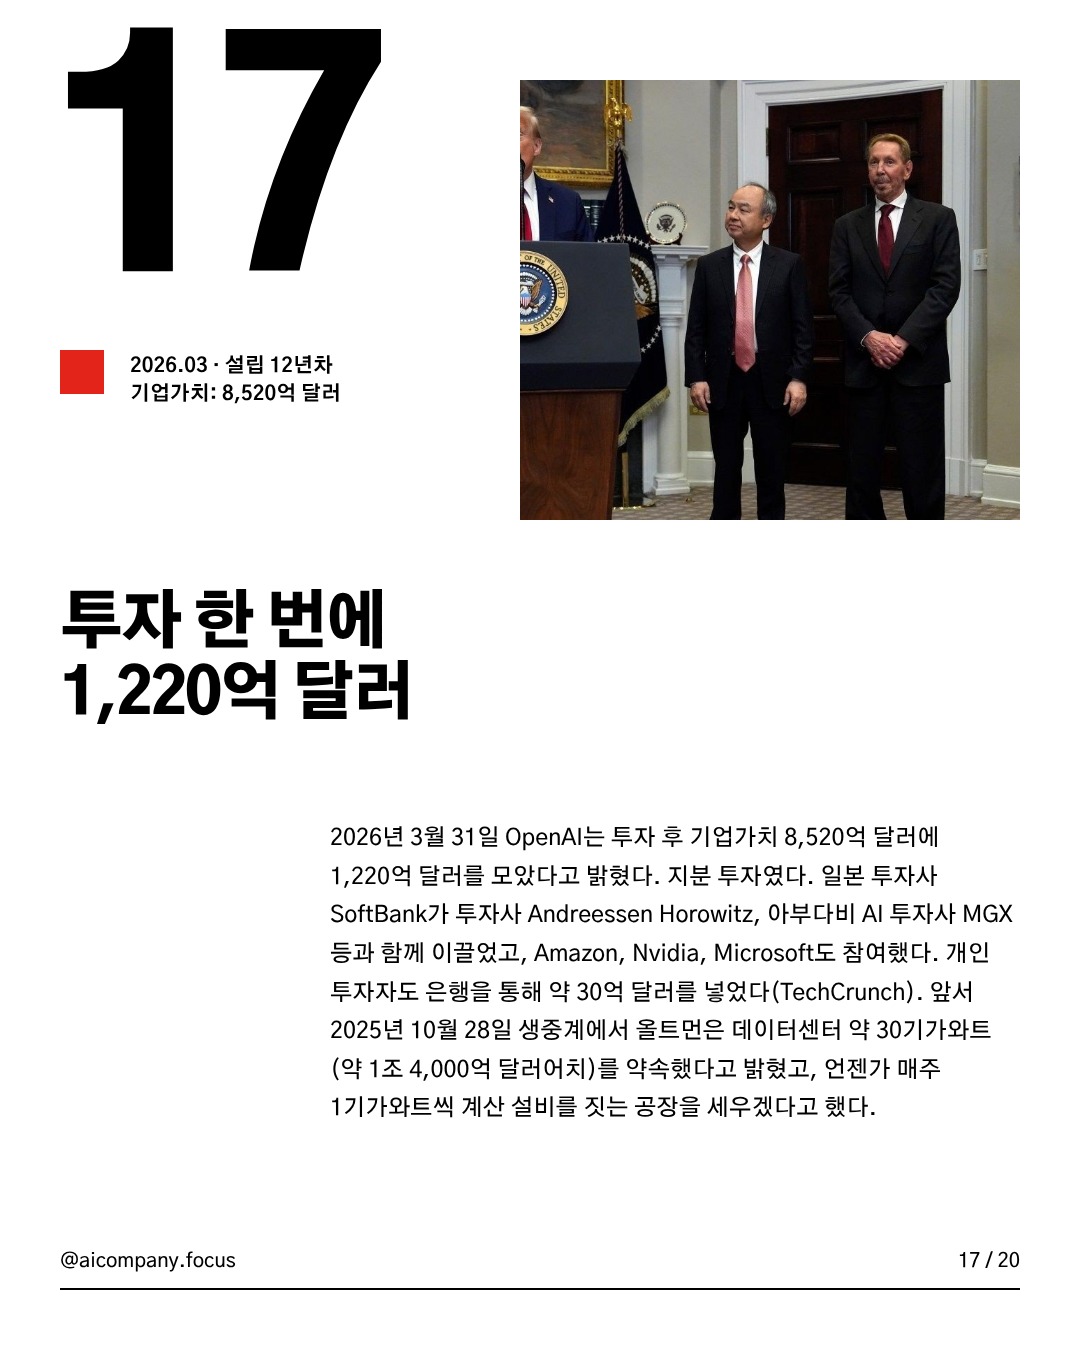 17
2026.03 · 설립 12년차
기업가치: 8,520억 달러
OF THE UNITED STATES
투자 한 번에
1,220억 달러
2026년 3월 31일 OpenAI는 투자 후 기업가치 8,520억 달러에
1,220억 달러를 모았다고 밝혔다. 지분 투자였다. 일본 투자사
SoftBank가 투자사 Andreessen Horowitz, 아부다비 AI 투자사 MGX
등과 함께 이끌었고, Amazon, Nvidia, Microsoft도 참여했다. 개인
투자자도 은행을 통해 약 30억 달러를 넣었다(TechCrunch). 앞서
2025년 10월 28일 생중계에서 올트먼은 데이터센터 약 30기가와트
(약 1조 4,000억 달러어치)를 약속했다고 밝혔고, 언젠가 매주
1기가와트씩 계산 설비를 짓는 공장을 세우겠다고 했다.
@aicompany.focus
17 / 20